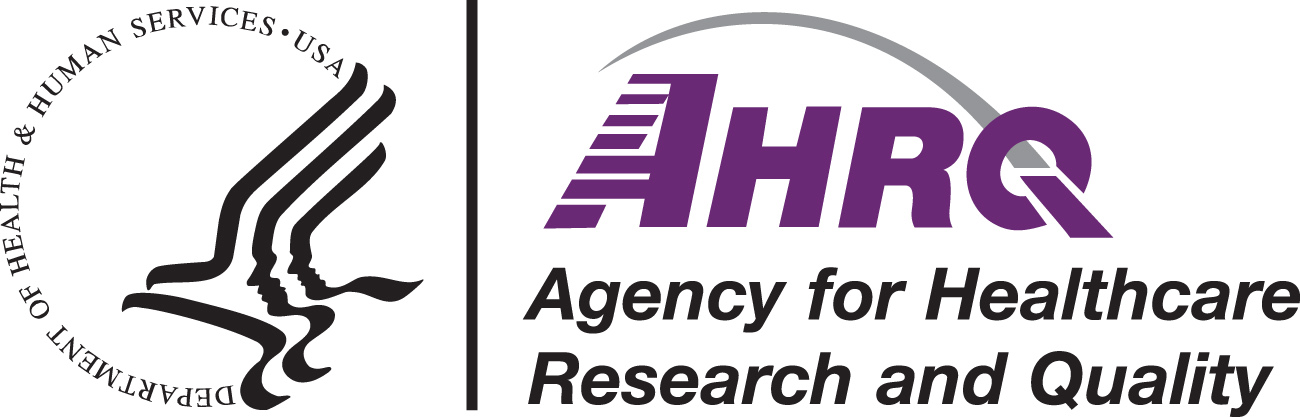 DEPARTMENT OF HEALTH & HUMAN SERVICES • USA
AHRQ
Agency for Healthcare
Research and Quality